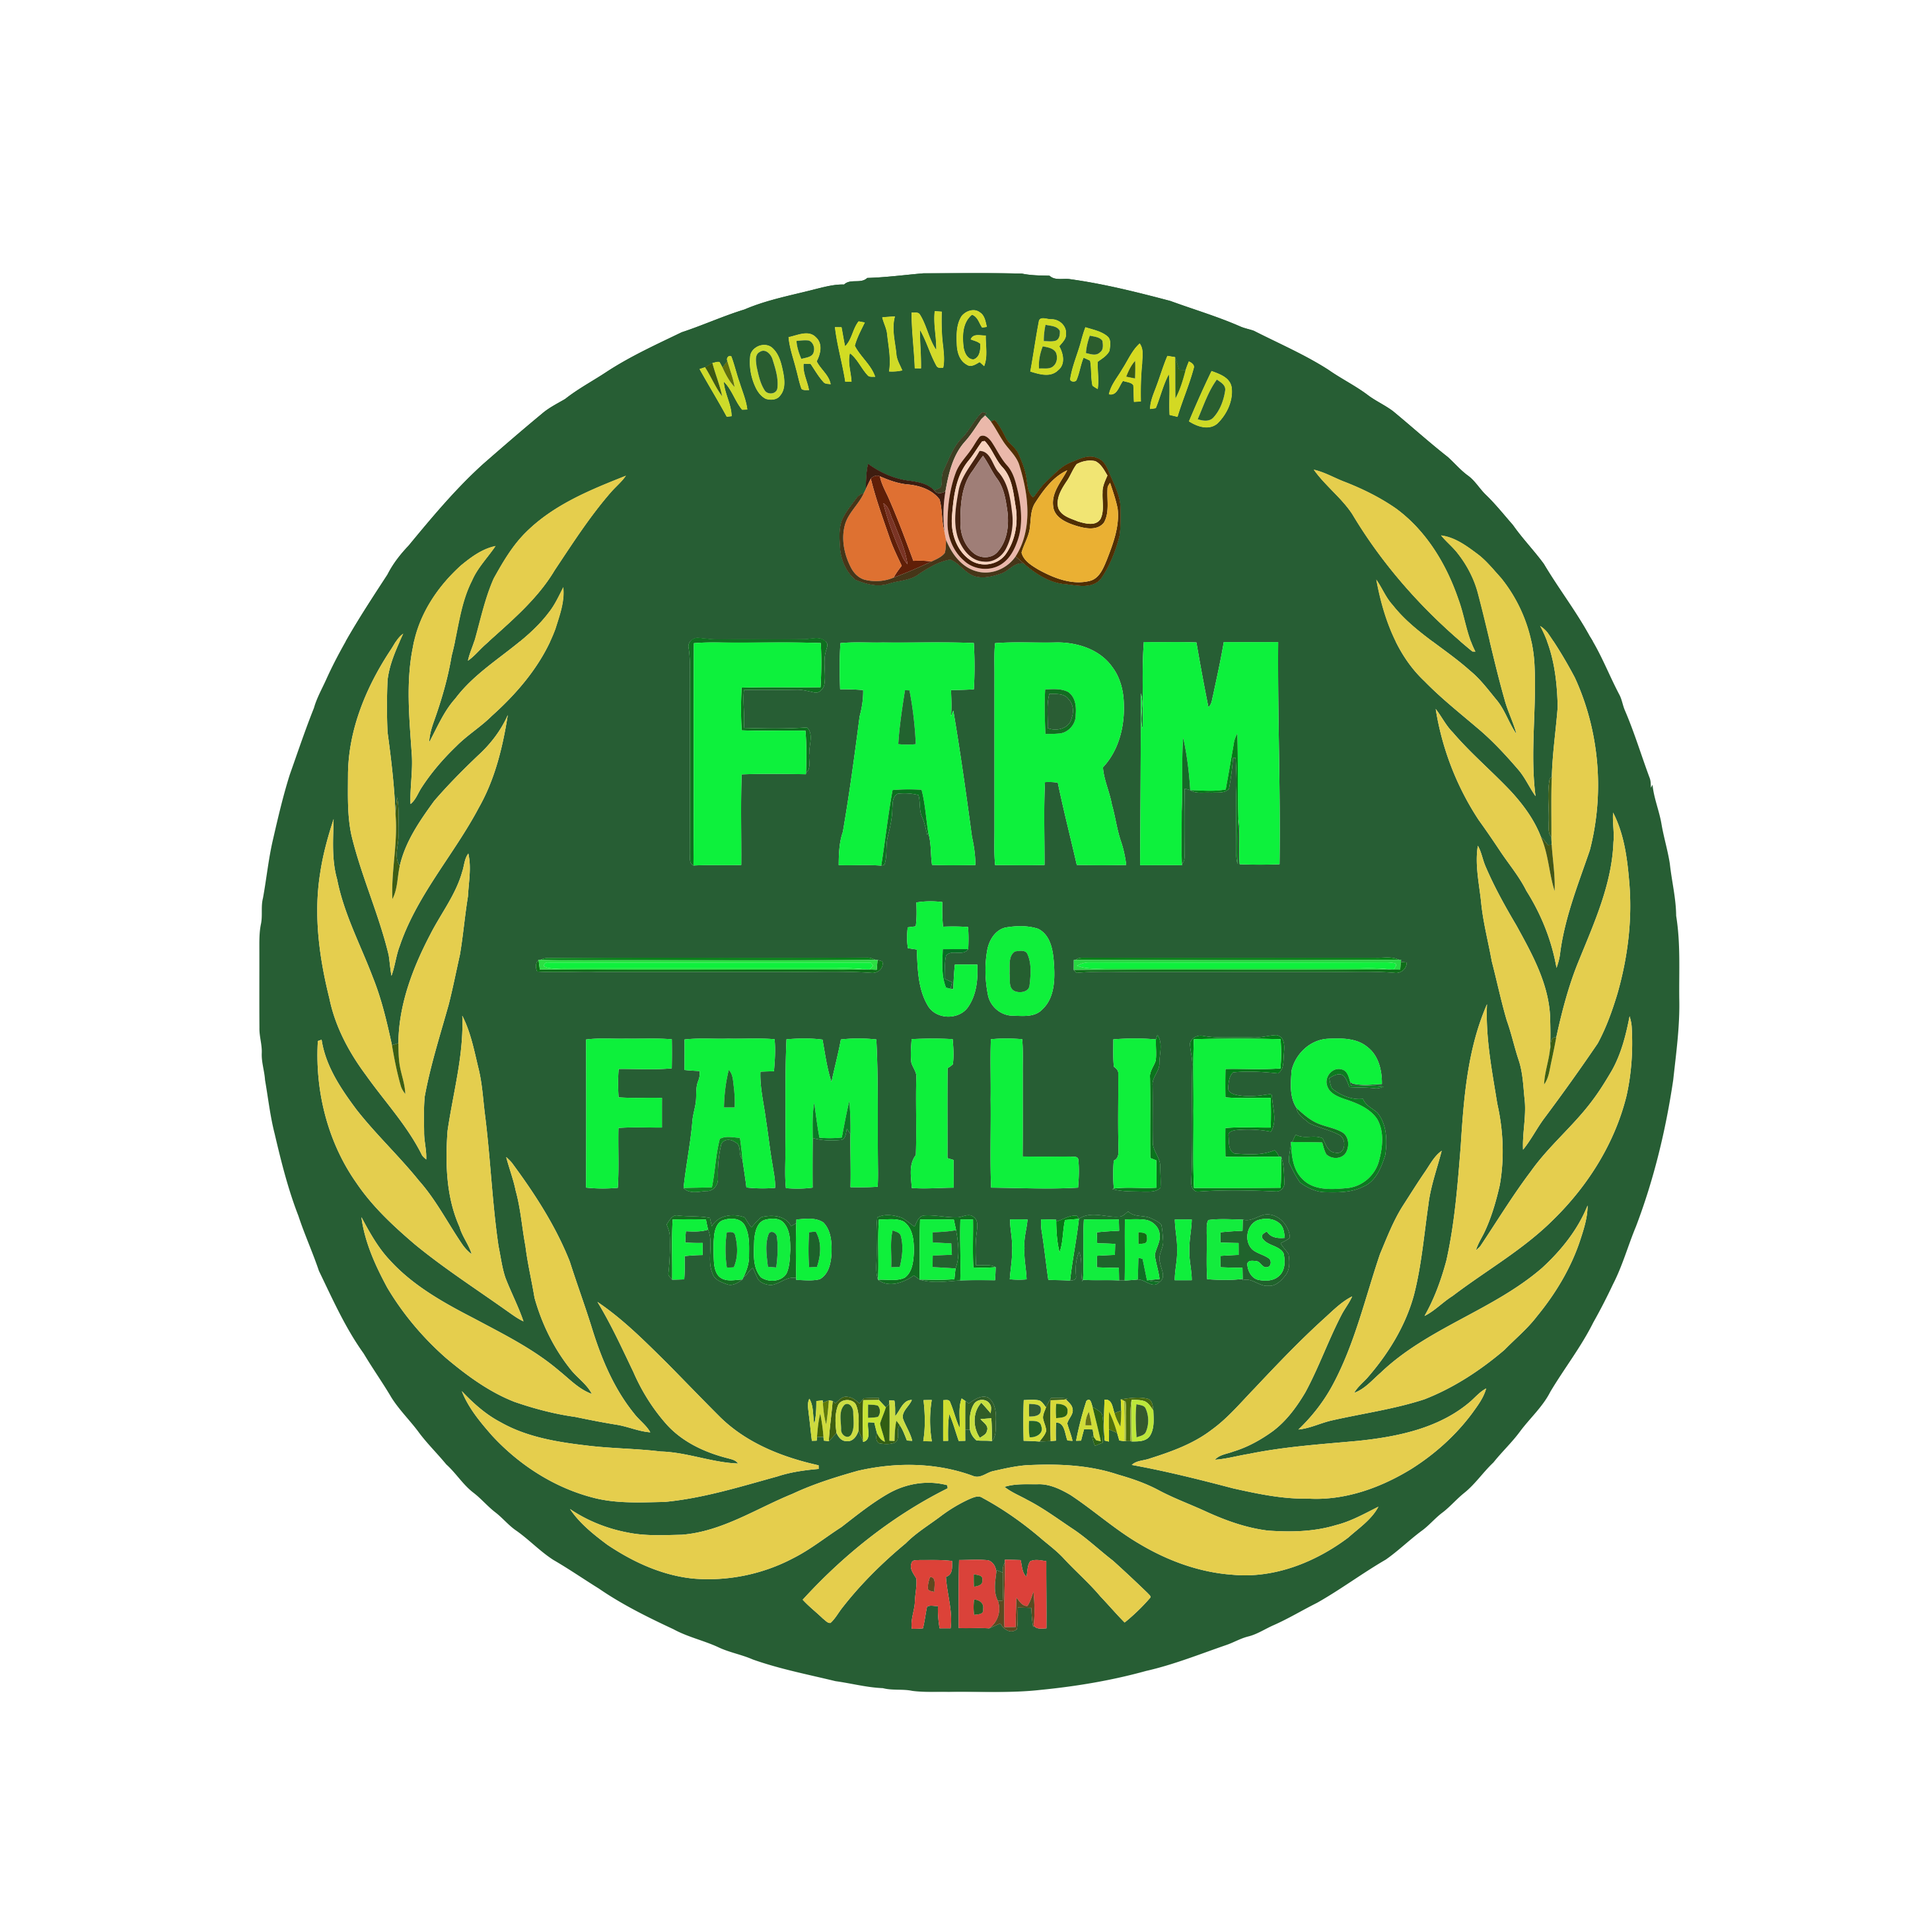 WORKING BRAND
FARM
to
FAMILIES
FOOD DELIVERIES
WORKING BRAND
ABM